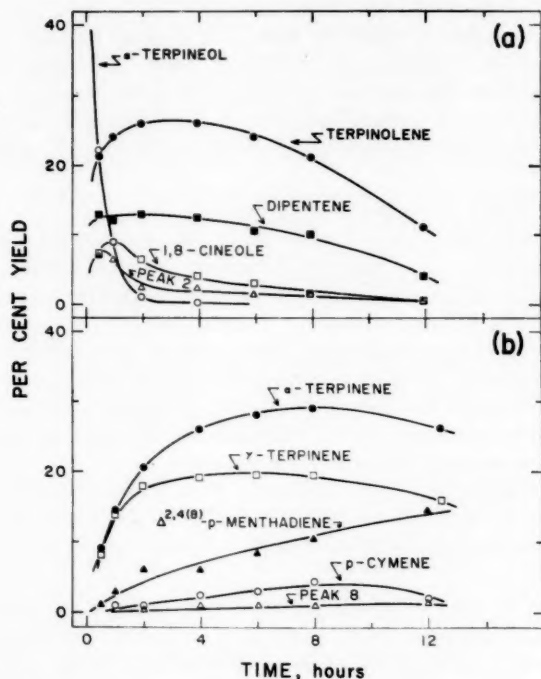 (a)
40
α-TERPINEOL
TERPINOLENE
20
DIPENTENE
1,8-CINEOLE
PEAK 2
0
PER CENT YIELD
(b)
40
α-TERPINENE
γ-TERPINENE
20
Δ2,4(8)-p-MENTHADIENE
p-CYMENE
PEAK 8
0
0 4 8 12
TIME, hours